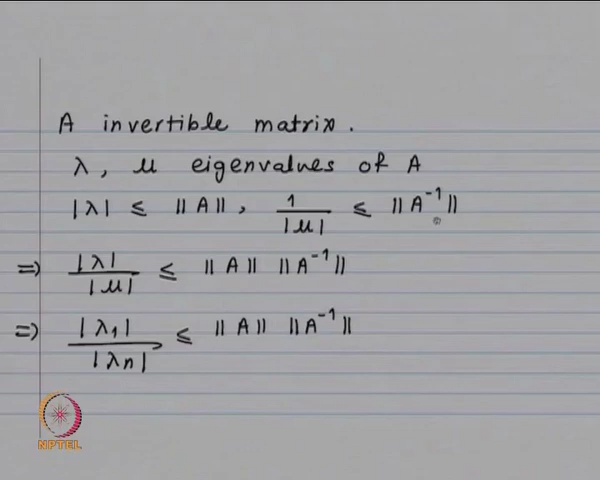 A invertible matrix.
λ, μ eigenvalues of A
|λ| ≤ ||A||, 1/|μ| ≤ ||A⁻¹||
⇒ |λ|/|μ| ≤ ||A|| ||A⁻¹||
⇒ |λ₁|/|λn| ≤ ||A|| ||A⁻¹||
NPTEL